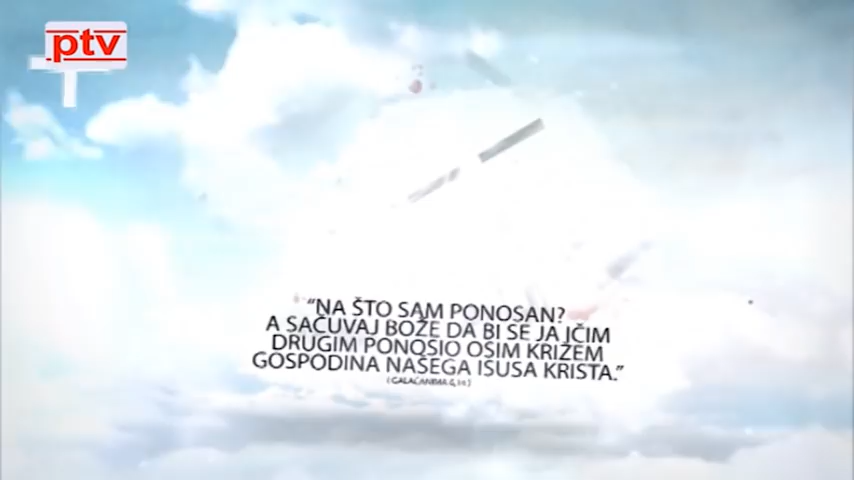 ptv
“NA ŠTO SAM PONOSAN?
A SAČUVAJ BOŽE DA BI SE JA IČIM
DRUGIM PONOSIO OSIM KRIŽEM
GOSPODINA NAŠEGA ISUSA KRISTA.”